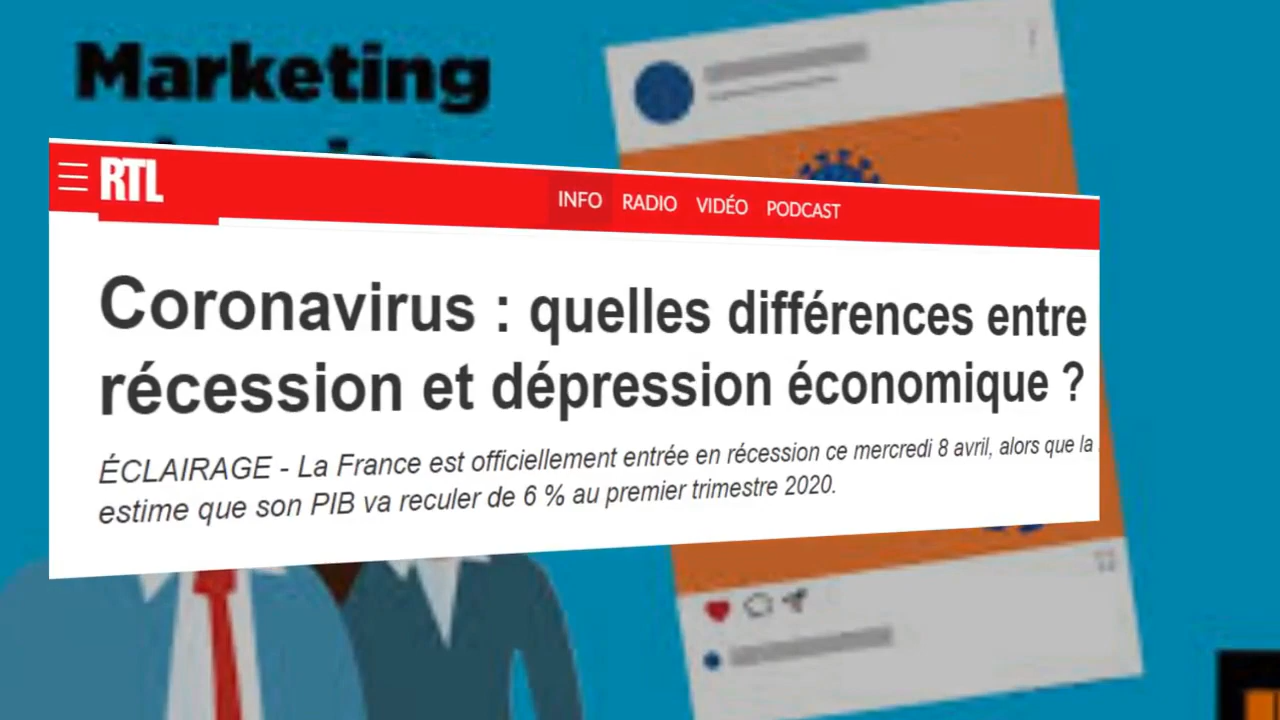 Marketing
RTL
INFO RADIO VIDÉO PODCAST
Coronavirus : quelles différences entre
récession et dépression économique ?
ÉCLAIRAGE - La France est officiellement entrée en récession ce mercredi 8 avril, alors que la
estime que son PIB va reculer de 6 % au premier trimestre 2020.